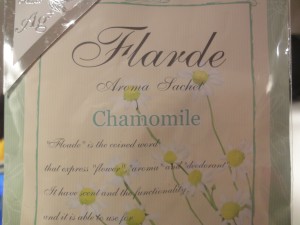 Ag
Flarde
Aroma Sachet
Chamomile
"Flarde" is the coined word
that express "flower" "aroma" and "deodorant"
It have scent and the functionality,
and it is able to use for